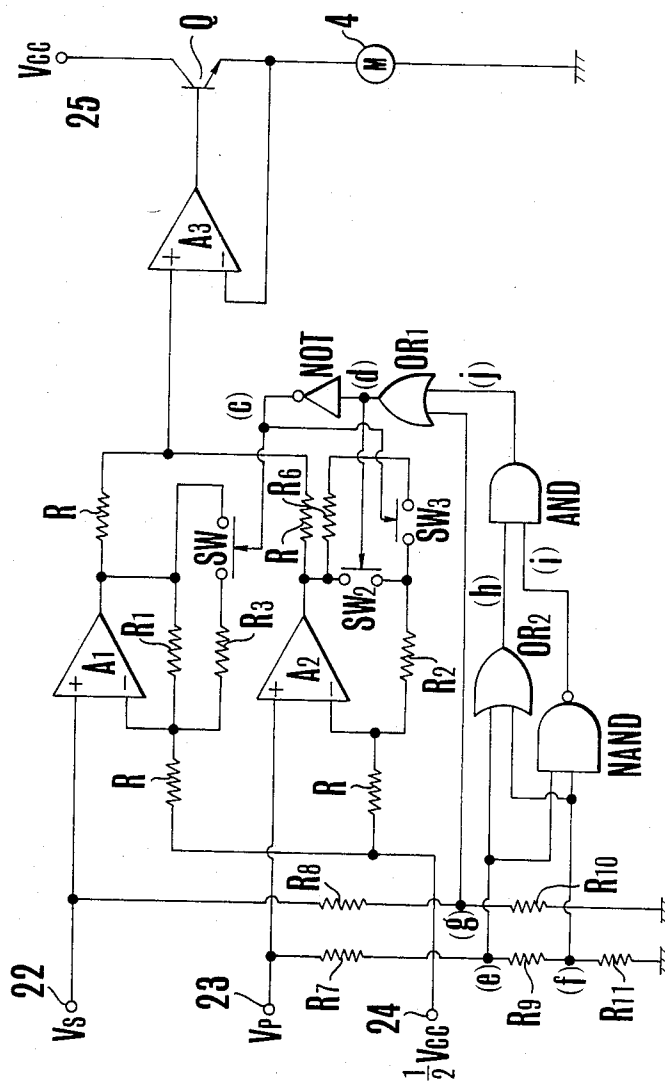 VS
22
VP
23
1/2 VCC
24
R7
R8
(e)
(g)
R9
R10
(f)
R11
R
R
A1
+
−
R1
R3
SW
R
A2
+
−
R2
SW2
SW3
R
R6
(c)
NOT
(d)
OR1
(j)
AND
(h)
(i)
OR2
NAND
A3
+
−
VCC
25
Q
4
M